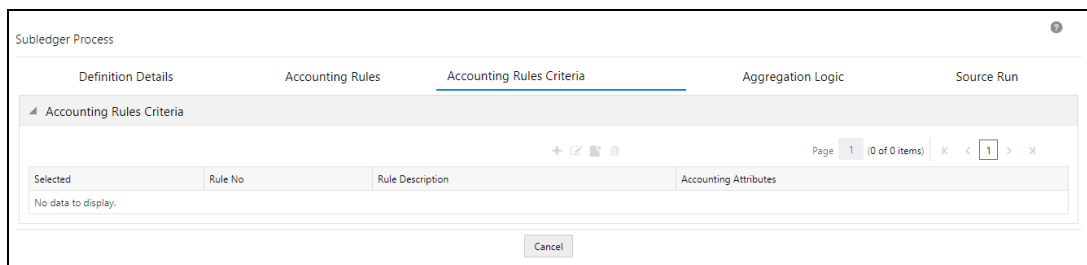 Subledger Process
Definition Details Accounting Rules Accounting Rules Criteria Aggregation Logic Source Run
Accounting Rules Criteria
Page 1 (0 of 0 items) 1
Selected Rule No Rule Description Accounting Attributes
No data to display.
Cancel